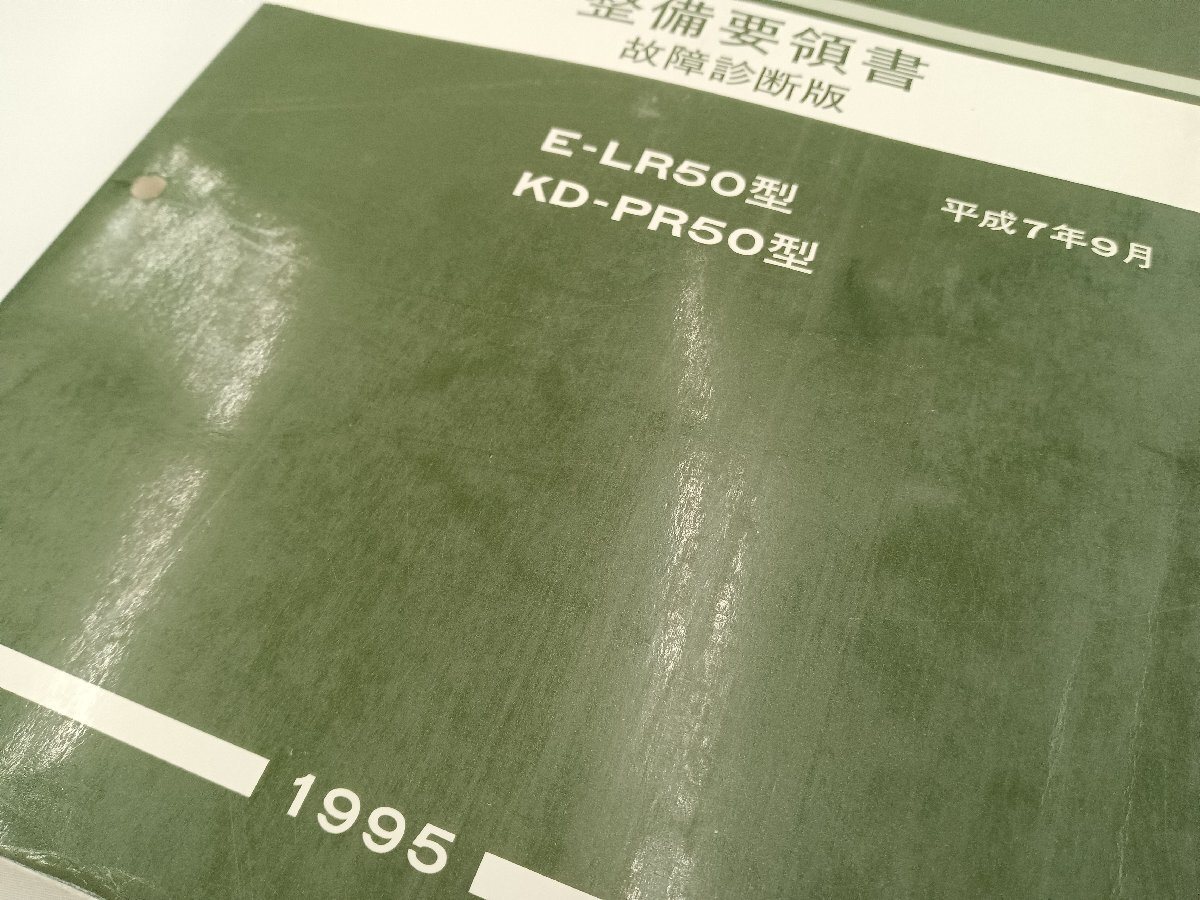 整備要領書
故障診断版
E-LR50型
KD-PR50型
平成7年9月
1995